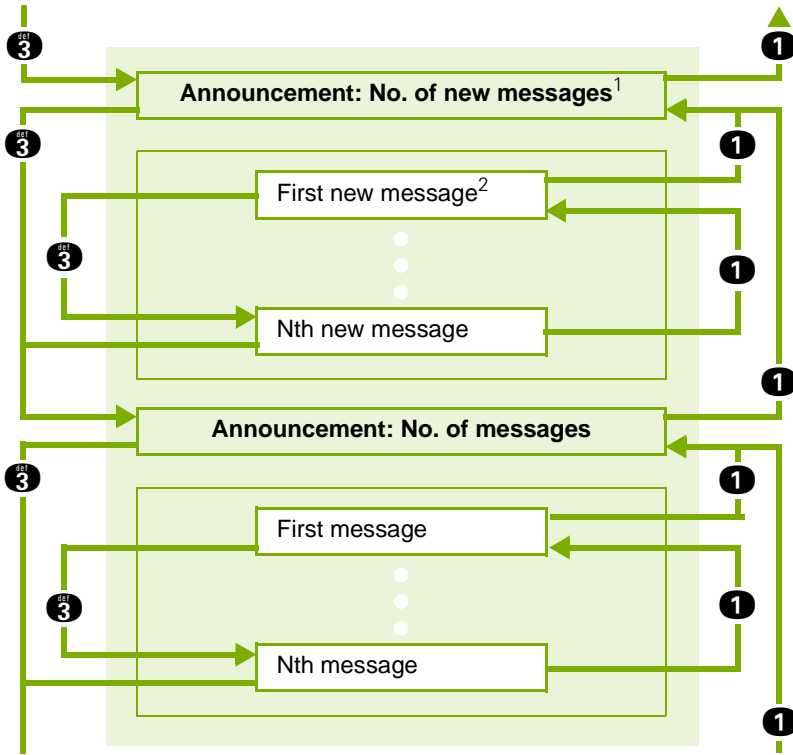 def
3
1
Announcement: No. of new messages1
def
3
1
First new message2
def
3
1
Nth new message
1
Announcement: No. of messages
def
3
1
First message
def
3
1
Nth message
1